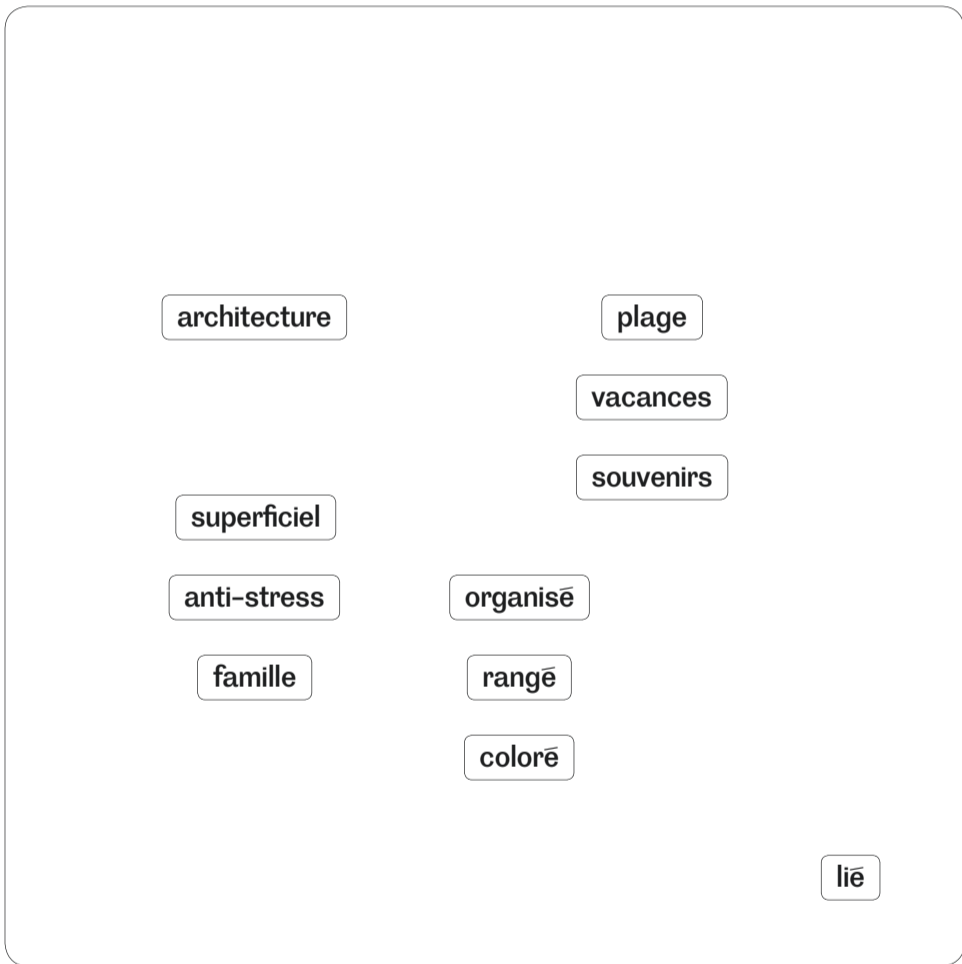 architecture
plage
vacances
souvenirs
superficiel
anti-stress
organisé
famille
rangé
coloré
lié